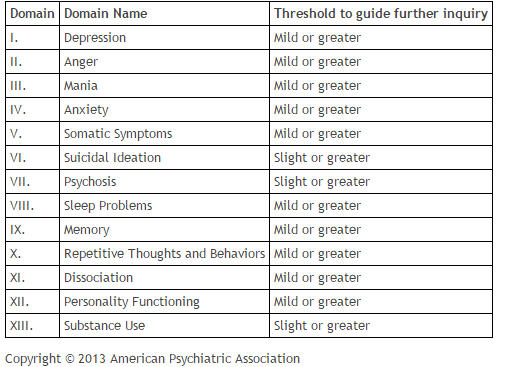 Domain Domain Name Threshold to guide further inquiry
I. Depression Mild or greater
II. Anger Mild or greater
III. Mania Mild or greater
IV. Anxiety Mild or greater
V. Somatic Symptoms Mild or greater
VI. Suicidal Ideation Slight or greater
VII. Psychosis Slight or greater
VIII. Sleep Problems Mild or greater
IX. Memory Mild or greater
X. Repetitive Thoughts and Behaviors Mild or greater
XI. Dissociation Mild or greater
XII. Personality Functioning Mild or greater
XIII. Substance Use Slight or greater
Copyright © 2013 American Psychiatric Association